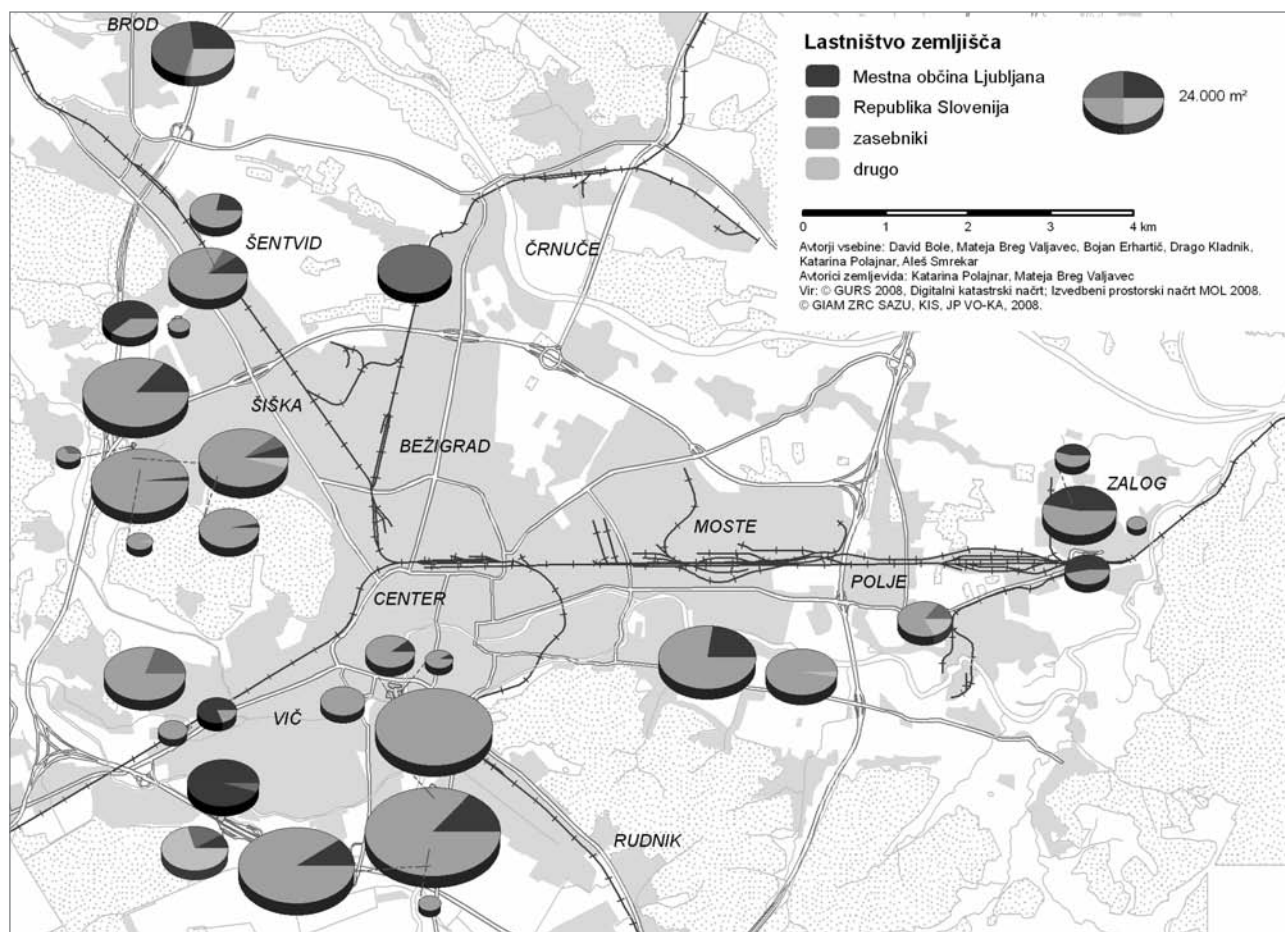 BROD
ŠENTVID
ČRNUČE
ŠIŠKA
BEŽIGRAD
MOSTE
ZALOG
CENTER
POLJE
VIČ
RUDNIK
Lastništvo zemljišča
Mestna občina Ljubljana
Republika Slovenija
zasebniki
drugo
24.000 m²
0 1 2 3 4 km
Avtorji vsebine: David Bole, Mateja Breg Valjavec, Bojan Erhartič, Drago Kladnik,
Katarina Polajnar, Aleš Smrekar
Avtorici zemljevida: Katarina Polajnar, Mateja Breg Valjavec
Vir: © GURS 2008, Digitalni katastrski načrt; Izvedbeni prostorski načrt MOL 2008.
© GIAM ZRC SAZU, KIS, JP VO-KA, 2008.